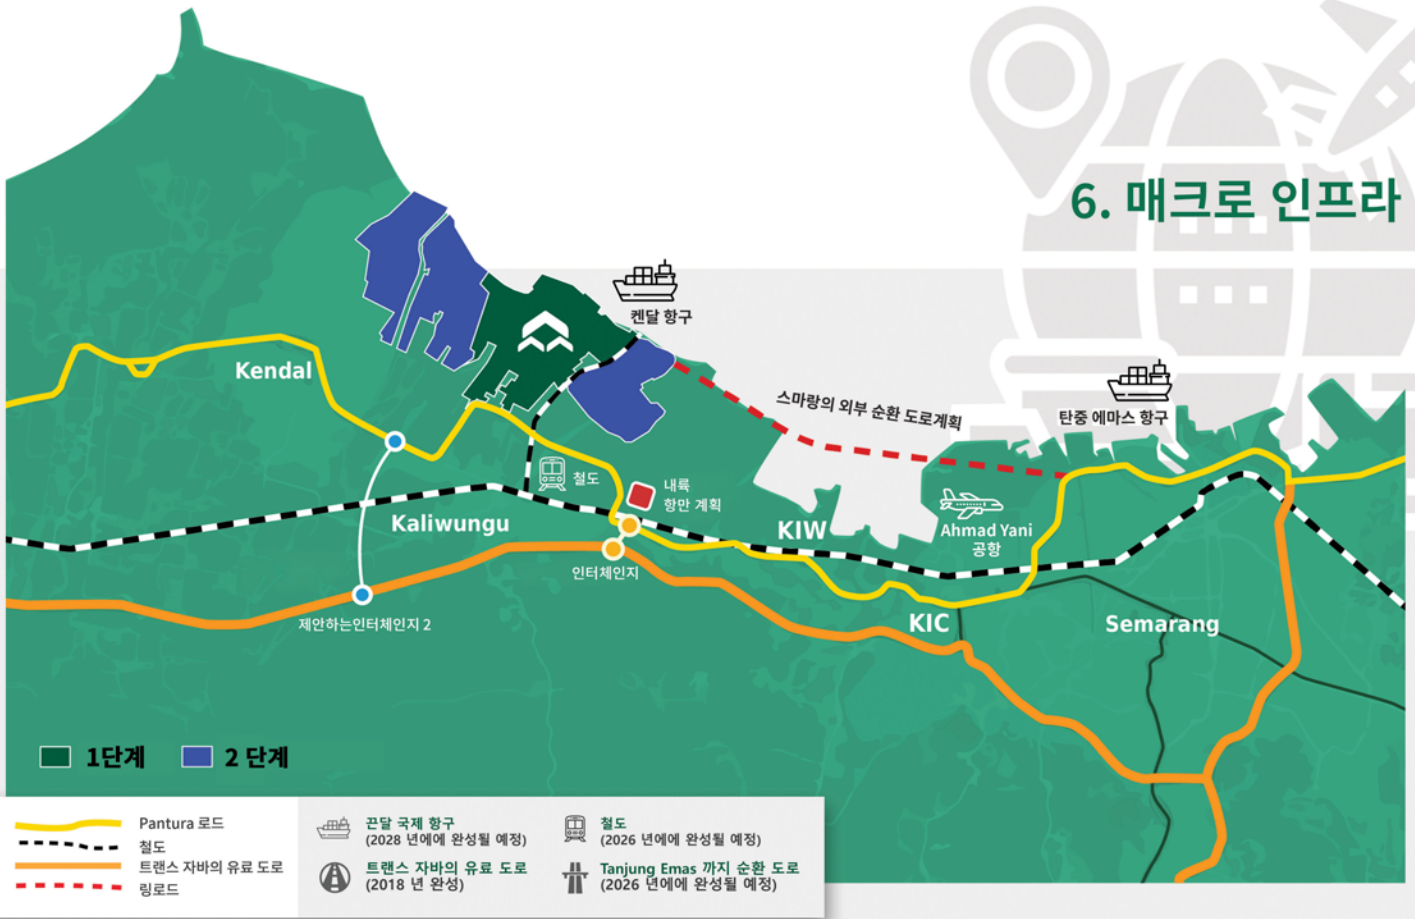 6. 매크로 인프라
켄달 항구
Kendal
스마랑의 외부 순환 도로계획
탄중 에마스 항구
철도
내륙
항만 계획
Kaliwungu
KIW
Ahmad Yani
공항
인터체인지
제안하는인터체인지 2
KIC
Semarang
1단계
2 단계
Pantura 로드
철도
트랜스 자바의 유료 도로
링로드
끈달 국제 항구
(2028 년에에 완성될 예정)
트랜스 자바의 유료 도로
(2018 년 완성)
철도
(2026 년에에 완성될 예정)
Tanjung Emas 까지 순환 도로
(2026 년에에 완성될 예정)